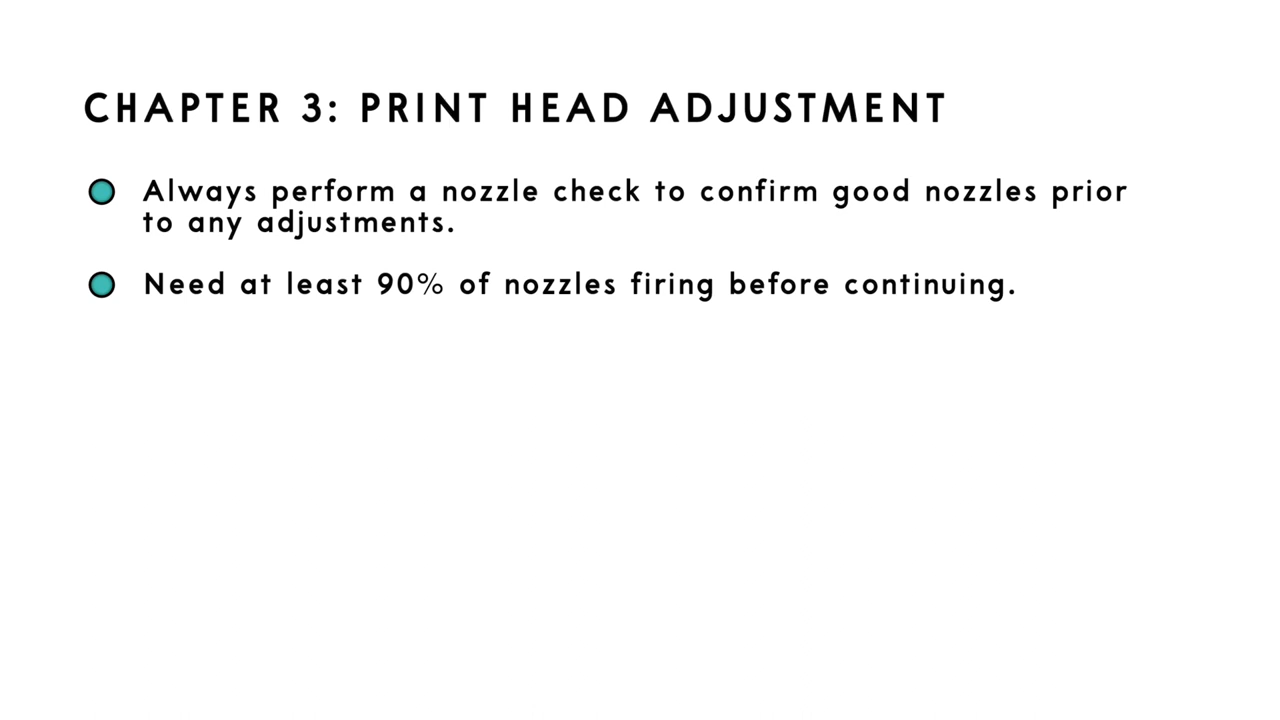 CHAPTER 3: PRINT HEAD ADJUSTMENT
Always perform a nozzle check to confirm good nozzles prior
to any adjustments.
Need at least 90% of nozzles firing before continuing.